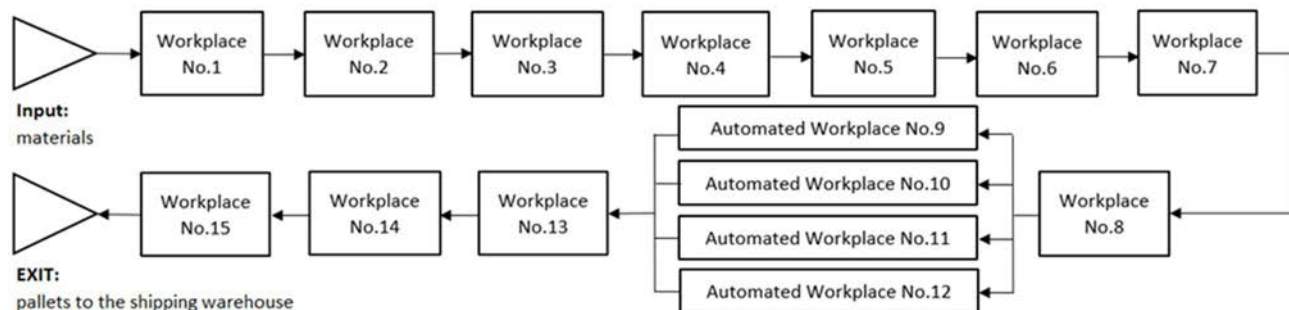 Workplace
No.1
Workplace
No.2
Workplace
No.3
Workplace
No.4
Workplace
No.5
Workplace
No.6
Workplace
No.7
Input:
materials
Automated Workplace No.9
Automated Workplace No.10
Automated Workplace No.11
Automated Workplace No.12
Workplace
No.8
Workplace
No.13
Workplace
No.14
Workplace
No.15
EXIT:
pallets to the shipping warehouse